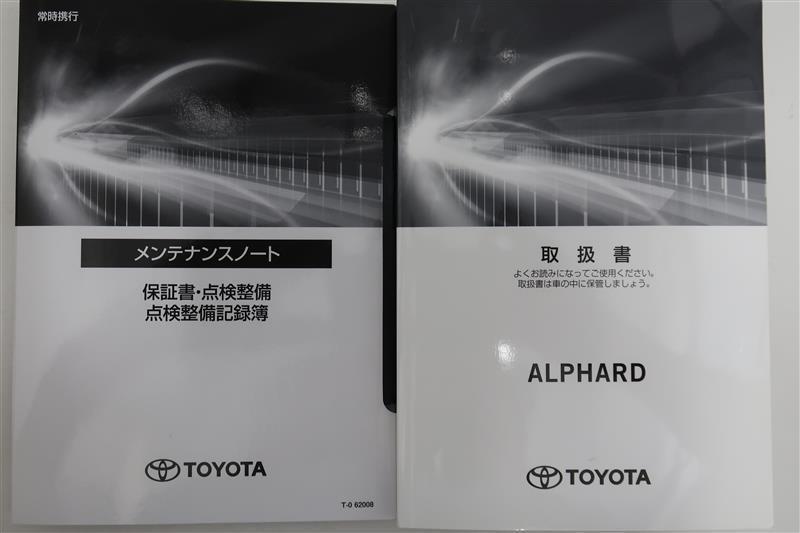 常時携行
メンテナンスノート
保証書・点検整備
点検整備記録簿
TOYOTA
T-0 62008
取扱書
よくお読みになってご使用ください。
取扱書は車の中に保管しましょう。
ALPHARD
TOYOTA